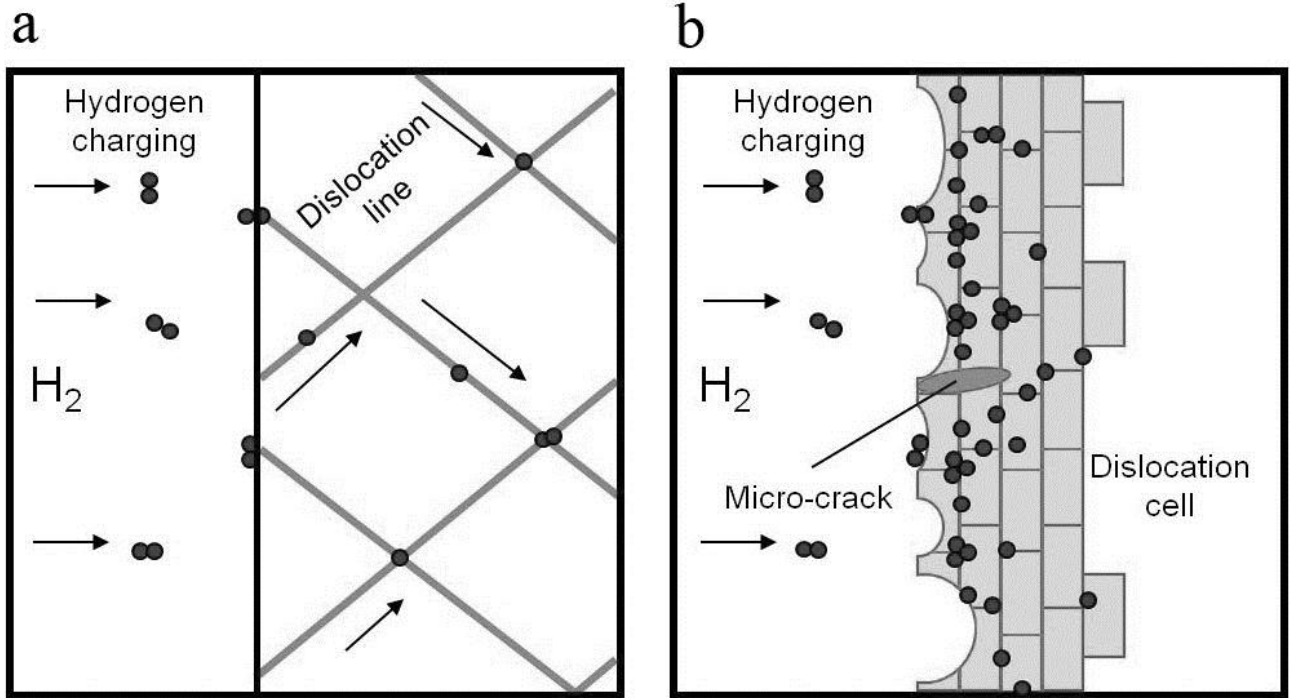 a
Hydrogen
charging
Dislocation
line
H₂
b
Hydrogen
charging
H₂
Micro-crack
Dislocation
cell